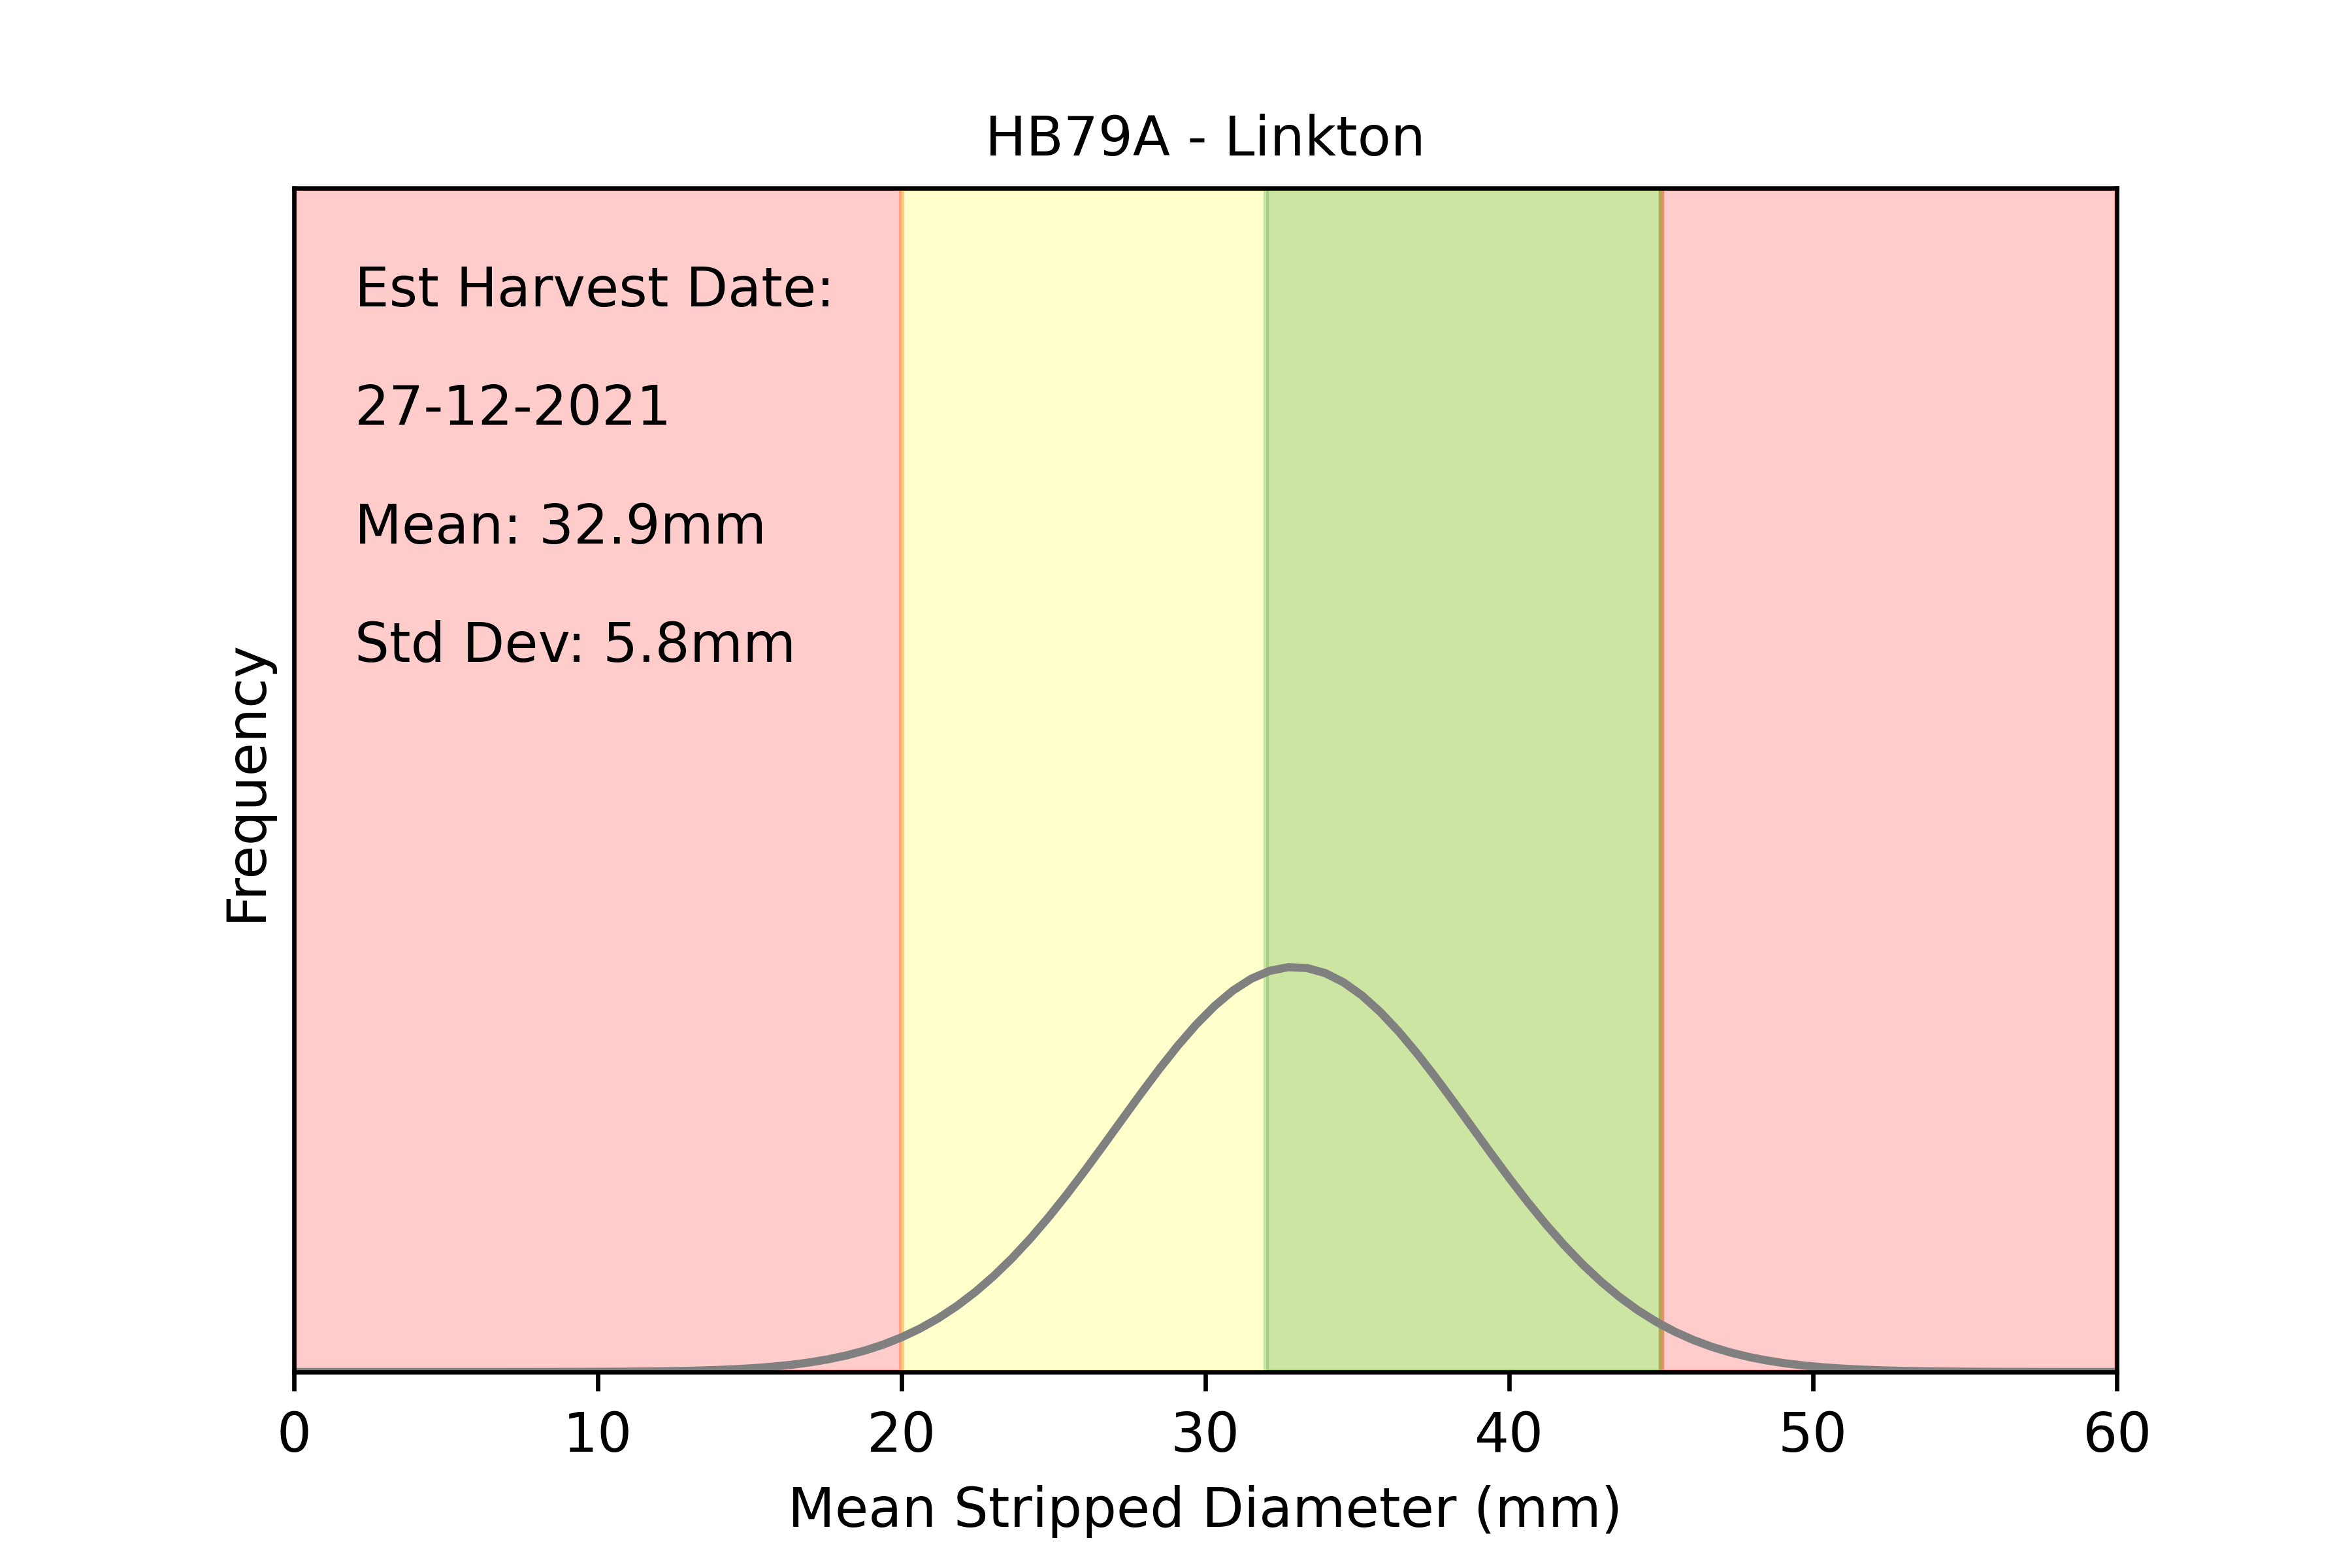 HB79A - Linkton
Est Harvest Date:
27-12-2021
Mean: 32.9mm
Std Dev: 5.8mm
Frequency
0 10 20 30 40 50 60
Mean Stripped Diameter (mm)